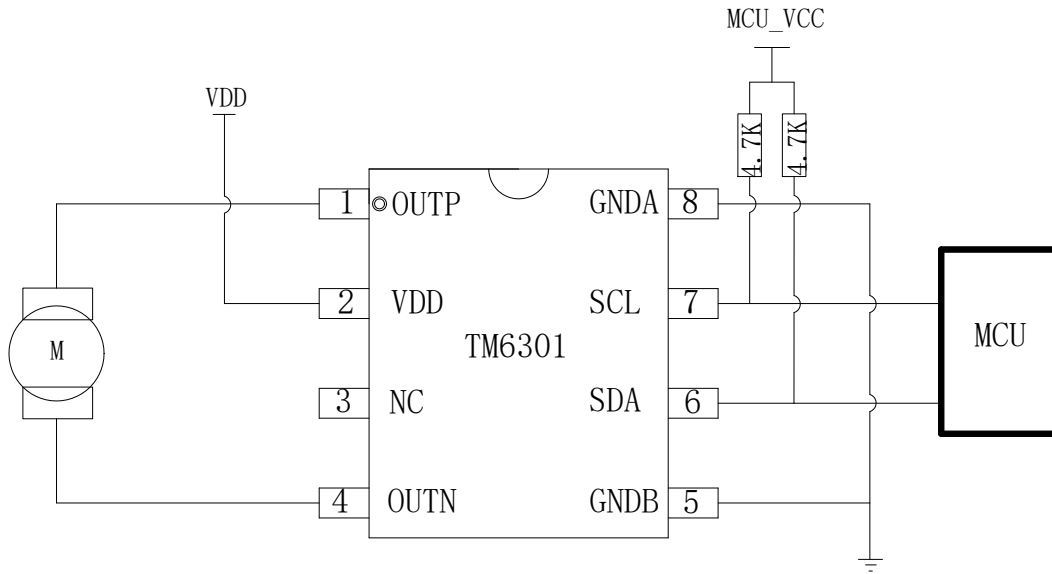 MCU_VCC
VDD
4.7K 4.7K
1 OUTP GNDA 8
2 VDD SCL 7
TM6301
MCU
M
3 NC SDA 6
4 OUTN GNDB 5